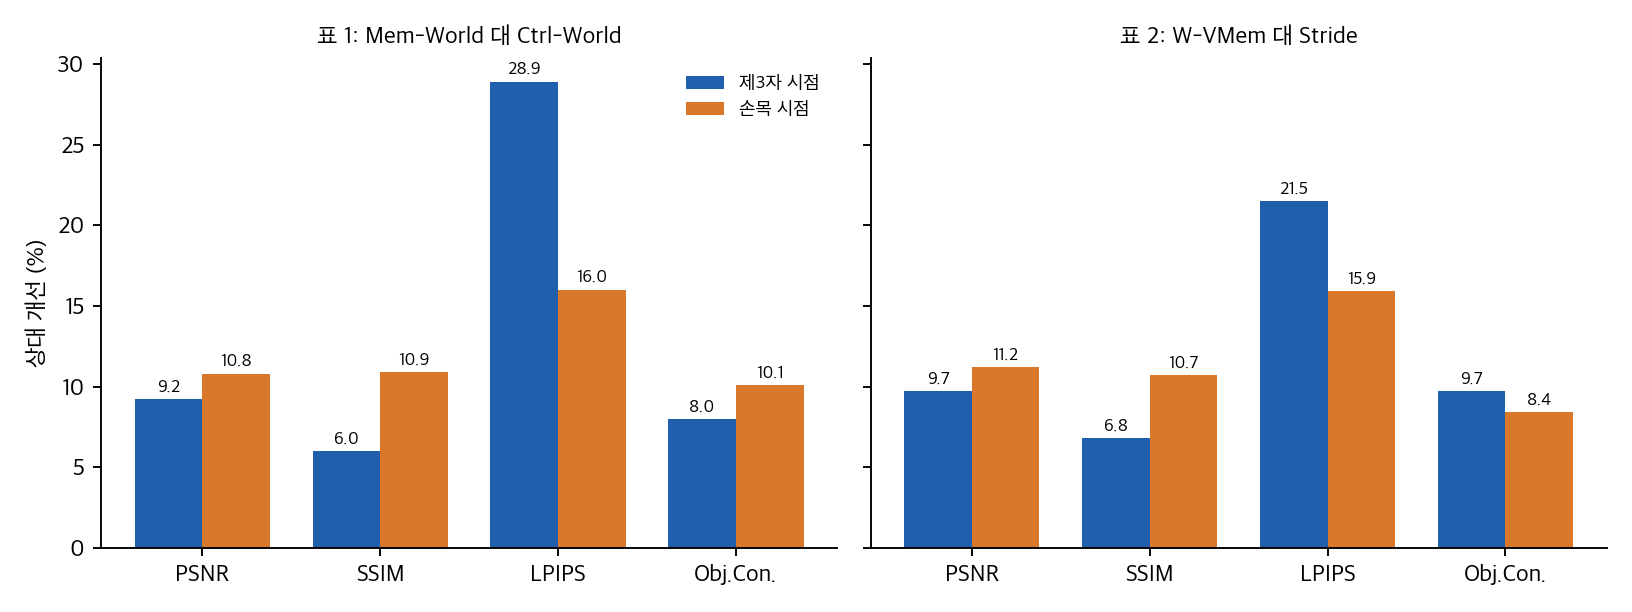 표 1: Mem-World 대 Ctrl-World
상대 개선 (%)
30
25
20
15
10
5
0
제3자 시점
손목 시점
9.2
10.8
6.0
10.9
28.9
16.0
8.0
10.1
PSNR
SSIM
LPIPS
Obj.Con.
표 2: W-VMem 대 Stride
9.7
11.2
6.8
10.7
21.5
15.9
9.7
8.4
PSNR
SSIM
LPIPS
Obj.Con.